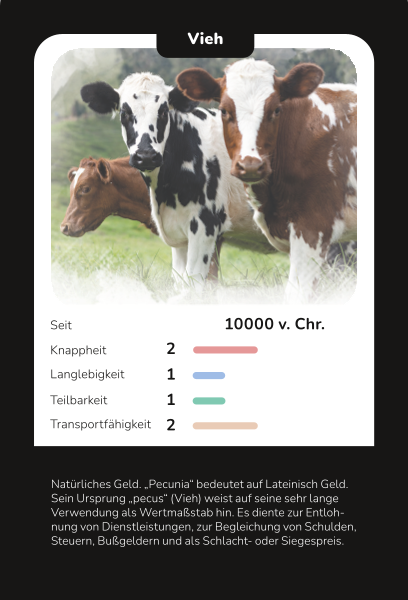 Vieh
Seit 10000 v. Chr.
Knappheit 2
Langlebigkeit 1
Teilbarkeit 1
Transportfähigkeit 2
Natürliches Geld. „Pecunia“ bedeutet auf Lateinisch Geld.
Sein Ursprung „pecus“ (Vieh) weist auf seine sehr lange
Verwendung als Wertmaßstab hin. Es diente zur Entloh-
nung von Dienstleistungen, zur Begleichung von Schulden,
Steuern, Bußgeldern und als Schlacht- oder Siegespreis.